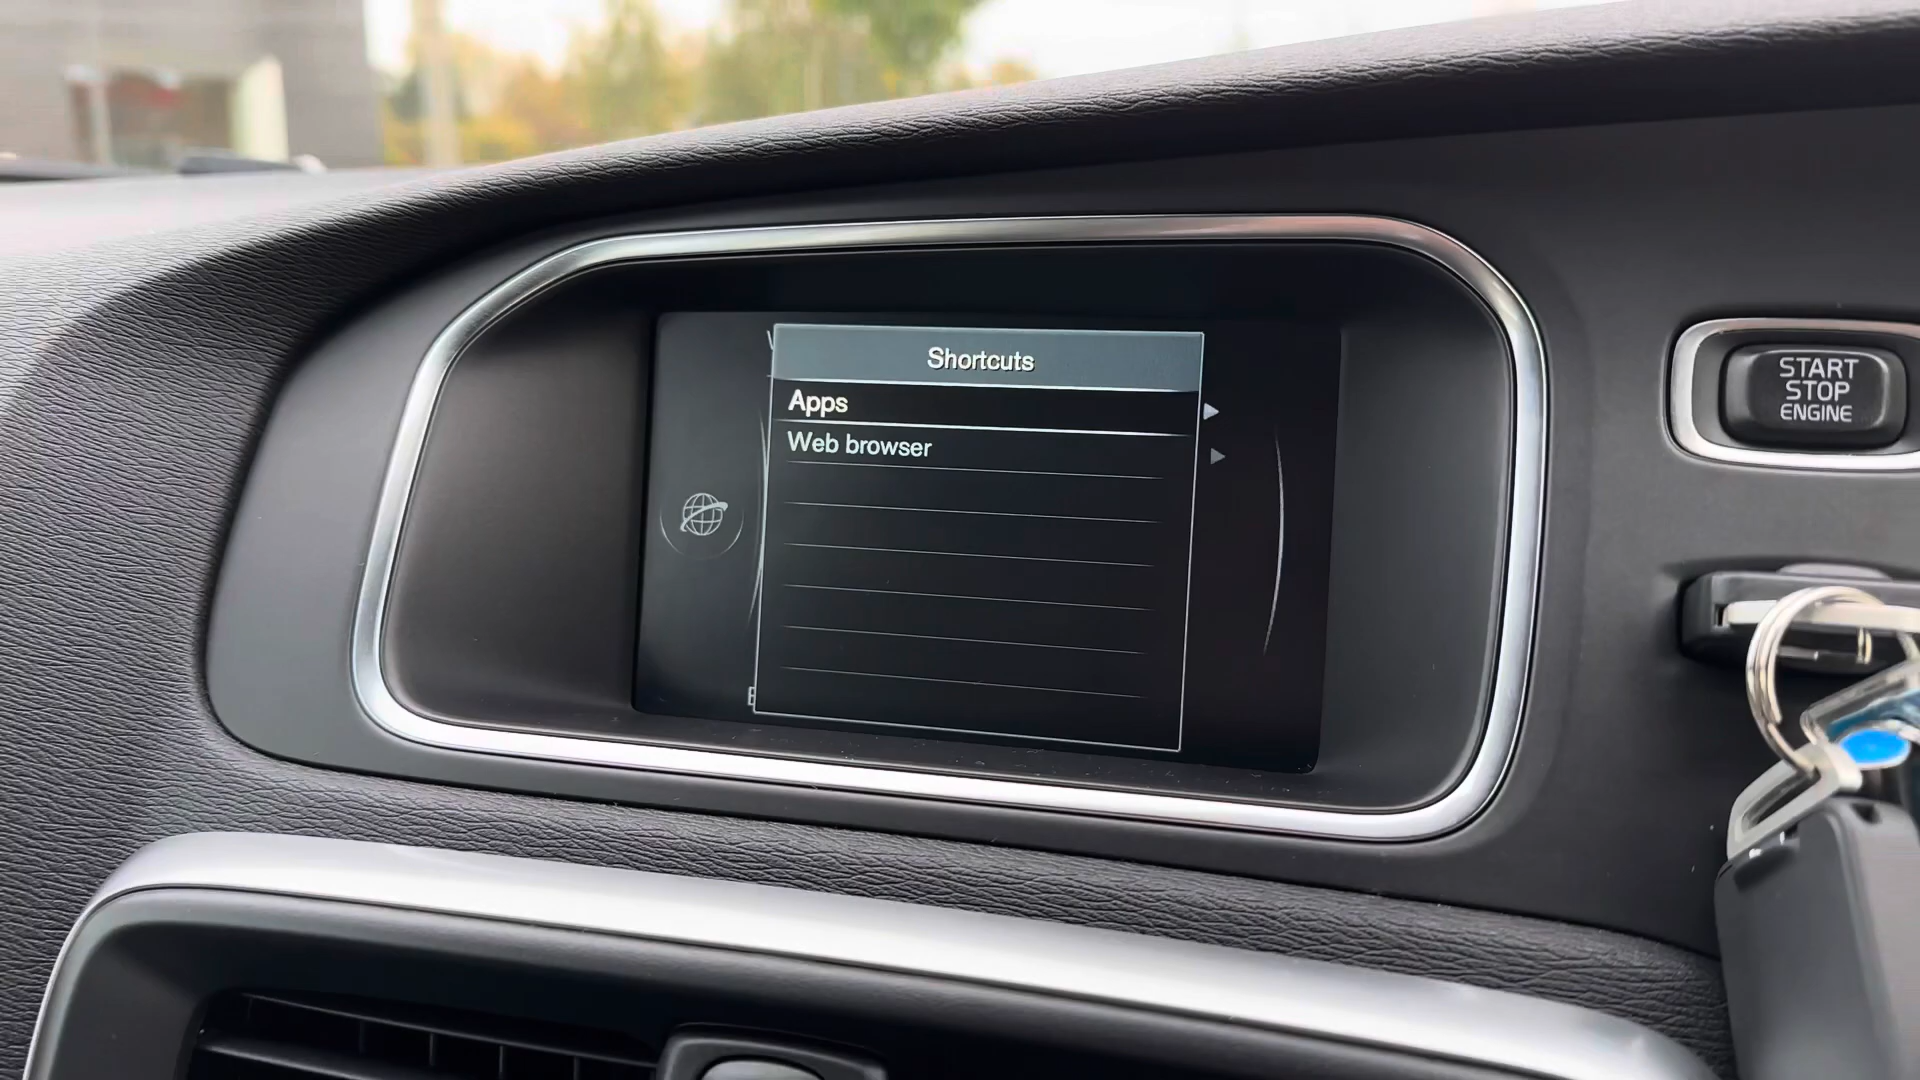 Shortcuts
Apps
Web browser
START
STOP
ENGINE